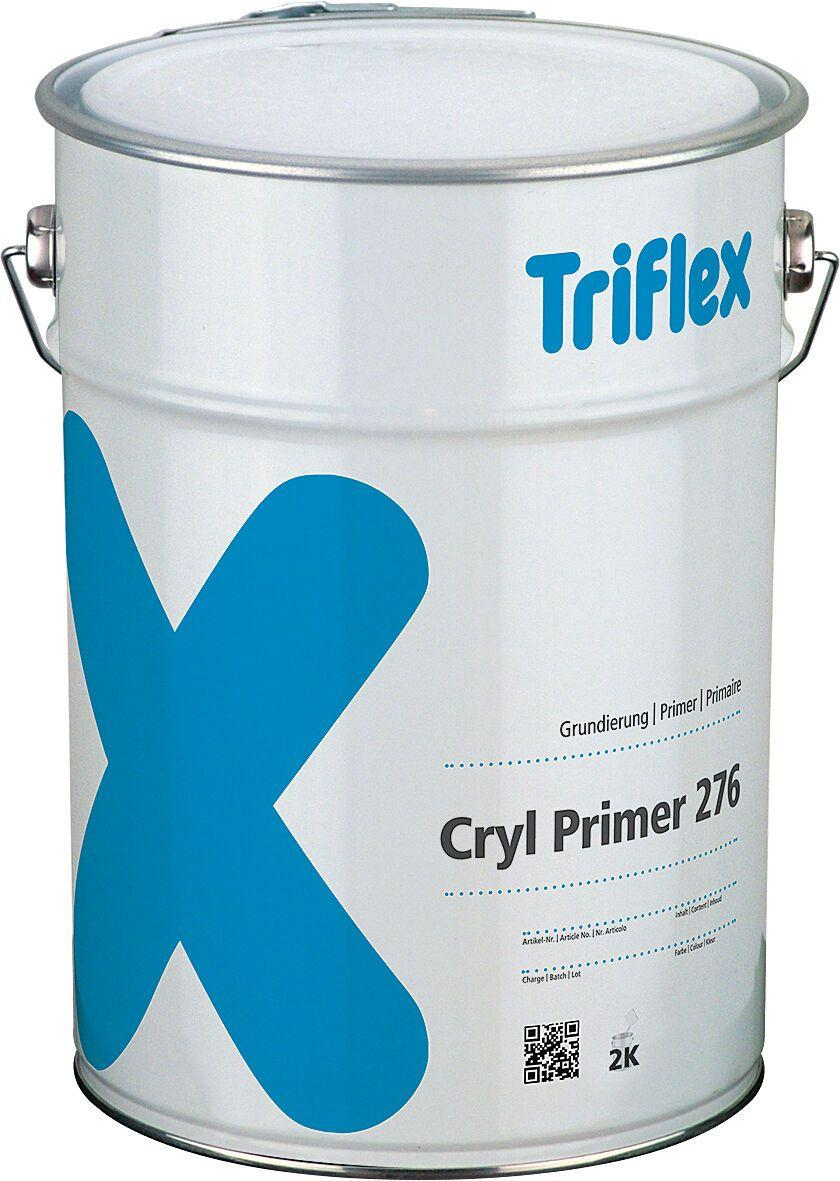 Triflex
Grundierung | Primer | Primaire
Cryl Primer 276
Inhalt | Content | Inhoud
Artikel-Nr. | Article No. | Nr. Articolo
Farbe | Colour | Kleur
Charge | Batch | Lot
2K